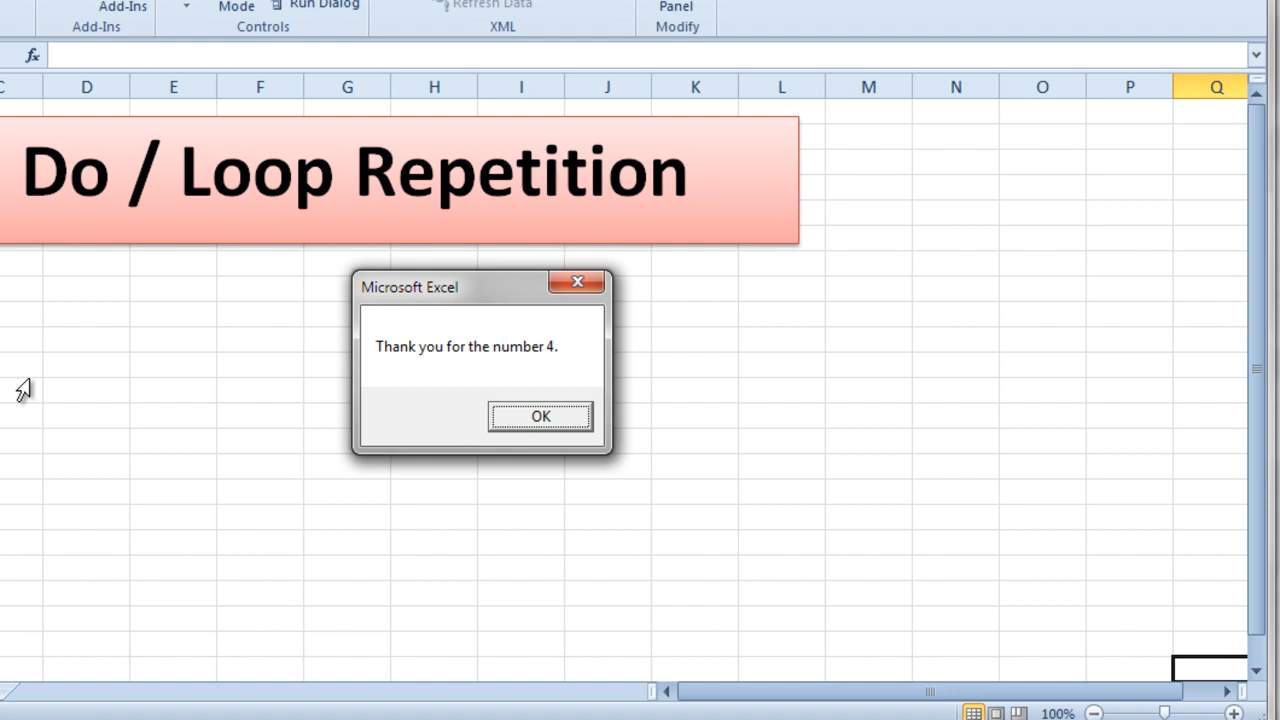 Add-Ins
Mode
Run Dialog
Refresh Data
Panel
Add-Ins
Controls
XML
Modify
fx
C D E F G H I J K L M N O P Q
Do / Loop Repetition
Microsoft Excel
Thank you for the number 4.
OK
100%